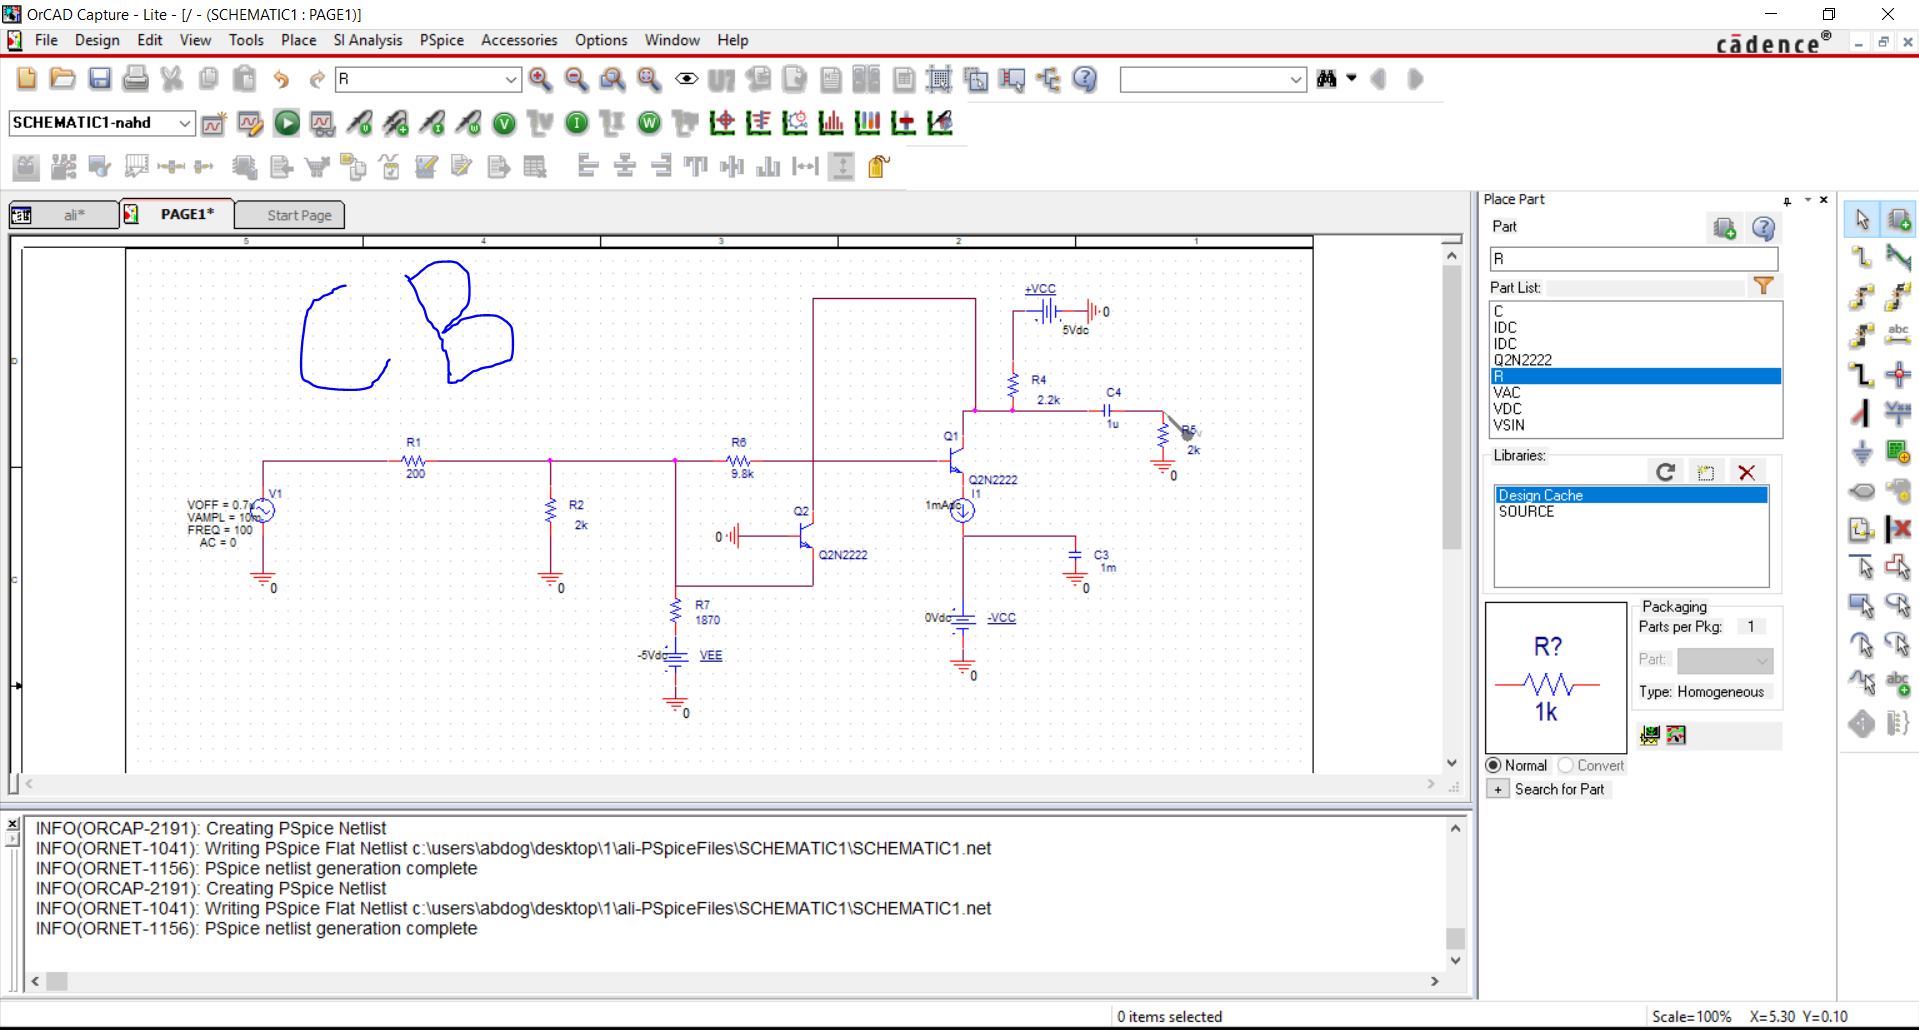 OrCAD Capture - Lite - [/ - (SCHEMATIC1 : PAGE1)]
File Design Edit View Tools Place SI Analysis PSpice Accessories Options Window Help
cādence®
R
SCHEMATIC1-nahd
ali*
PAGE1*
Start Page
5 4 3 2 1
D
C
CB
+VCC
0
5Vdc
R4
2.2k
C4
1u
R5
2k
0
Q1
Q2N2222
I1
1mAdc
R1
200
R6
9.8k
V1
VOFF = 0.7
VAMPL = 10m
FREQ = 100
AC = 0
0
R2
2k
0
Q2
0
Q2N2222
C3
1m
0
R7
1870
-5Vdc
VEE
0
0Vdc
-VCC
0
INFO(ORCAP-2191): Creating PSpice Netlist
INFO(ORNET-1041): Writing PSpice Flat Netlist c:\users\abdog\desktop\1\ali-PSpiceFiles\SCHEMATIC1\SCHEMATIC1.net
INFO(ORNET-1156): PSpice netlist generation complete
INFO(ORCAP-2191): Creating PSpice Netlist
INFO(ORNET-1041): Writing PSpice Flat Netlist c:\users\abdog\desktop\1\ali-PSpiceFiles\SCHEMATIC1\SCHEMATIC1.net
INFO(ORNET-1156): PSpice netlist generation complete
Place Part
Part
R
Part List:
C
IDC
IDC
Q2N2222
R
VAC
VDC
VSIN
Libraries:
Design Cache
SOURCE
R?
1k
Packaging
Parts per Pkg: 1
Part:
Type: Homogeneous
Normal Convert
+ Search for Part
0 items selected
Scale=100% X=5.30 Y=0.10